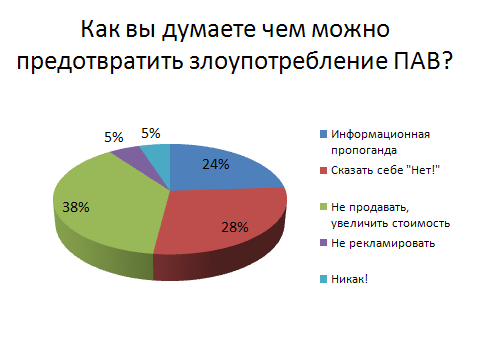 Как вы думаете чем можно
предотвратить злоупотребление ПАВ?
5%
5%
24%
38%
28%
Информационная
пропоганда
Сказать себе "Нет!"
Не продавать,
увеличить стоимость
Не рекламировать
Никак!